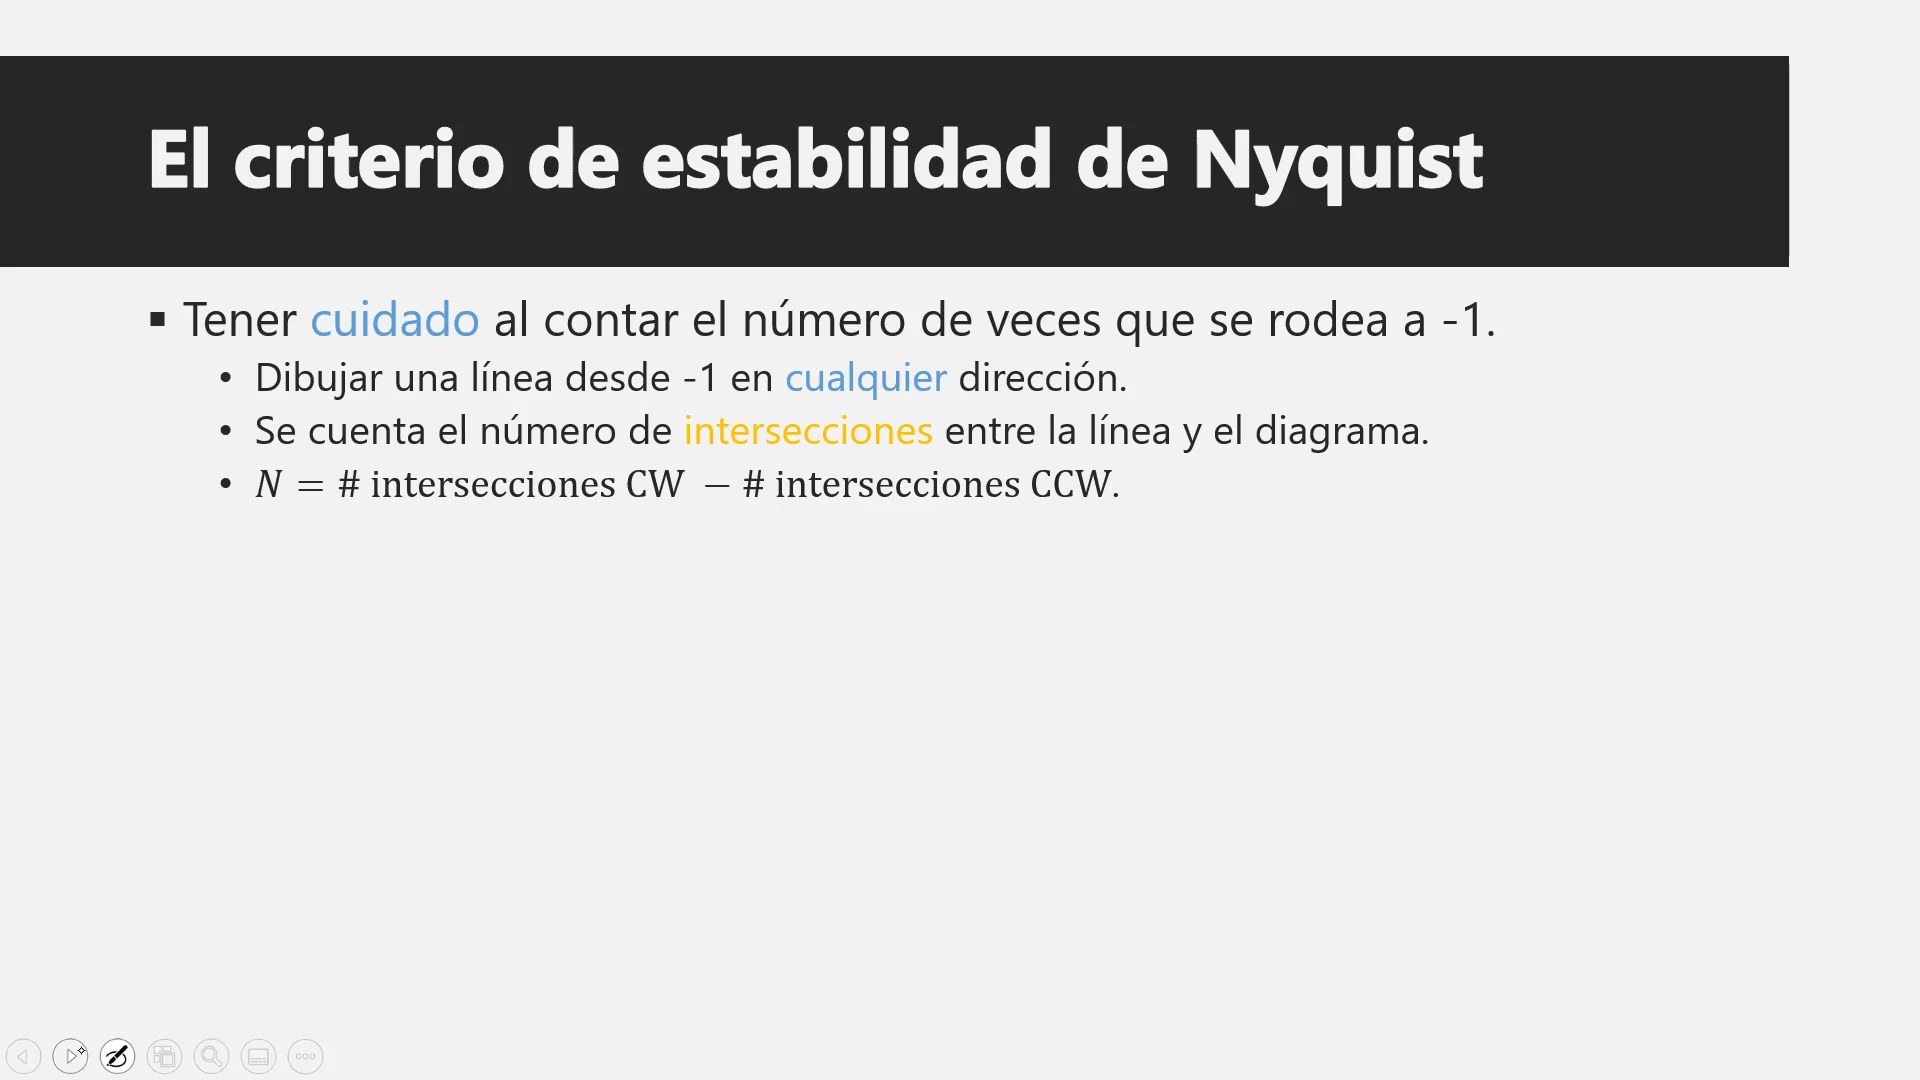 El criterio de estabilidad de Nyquist
▪ Tener cuidado al contar el número de veces que se rodea a -1.
• Dibujar una línea desde -1 en cualquier dirección.
• Se cuenta el número de intersecciones entre la línea y el diagrama.
• N = # intersecciones CW − # intersecciones CCW.